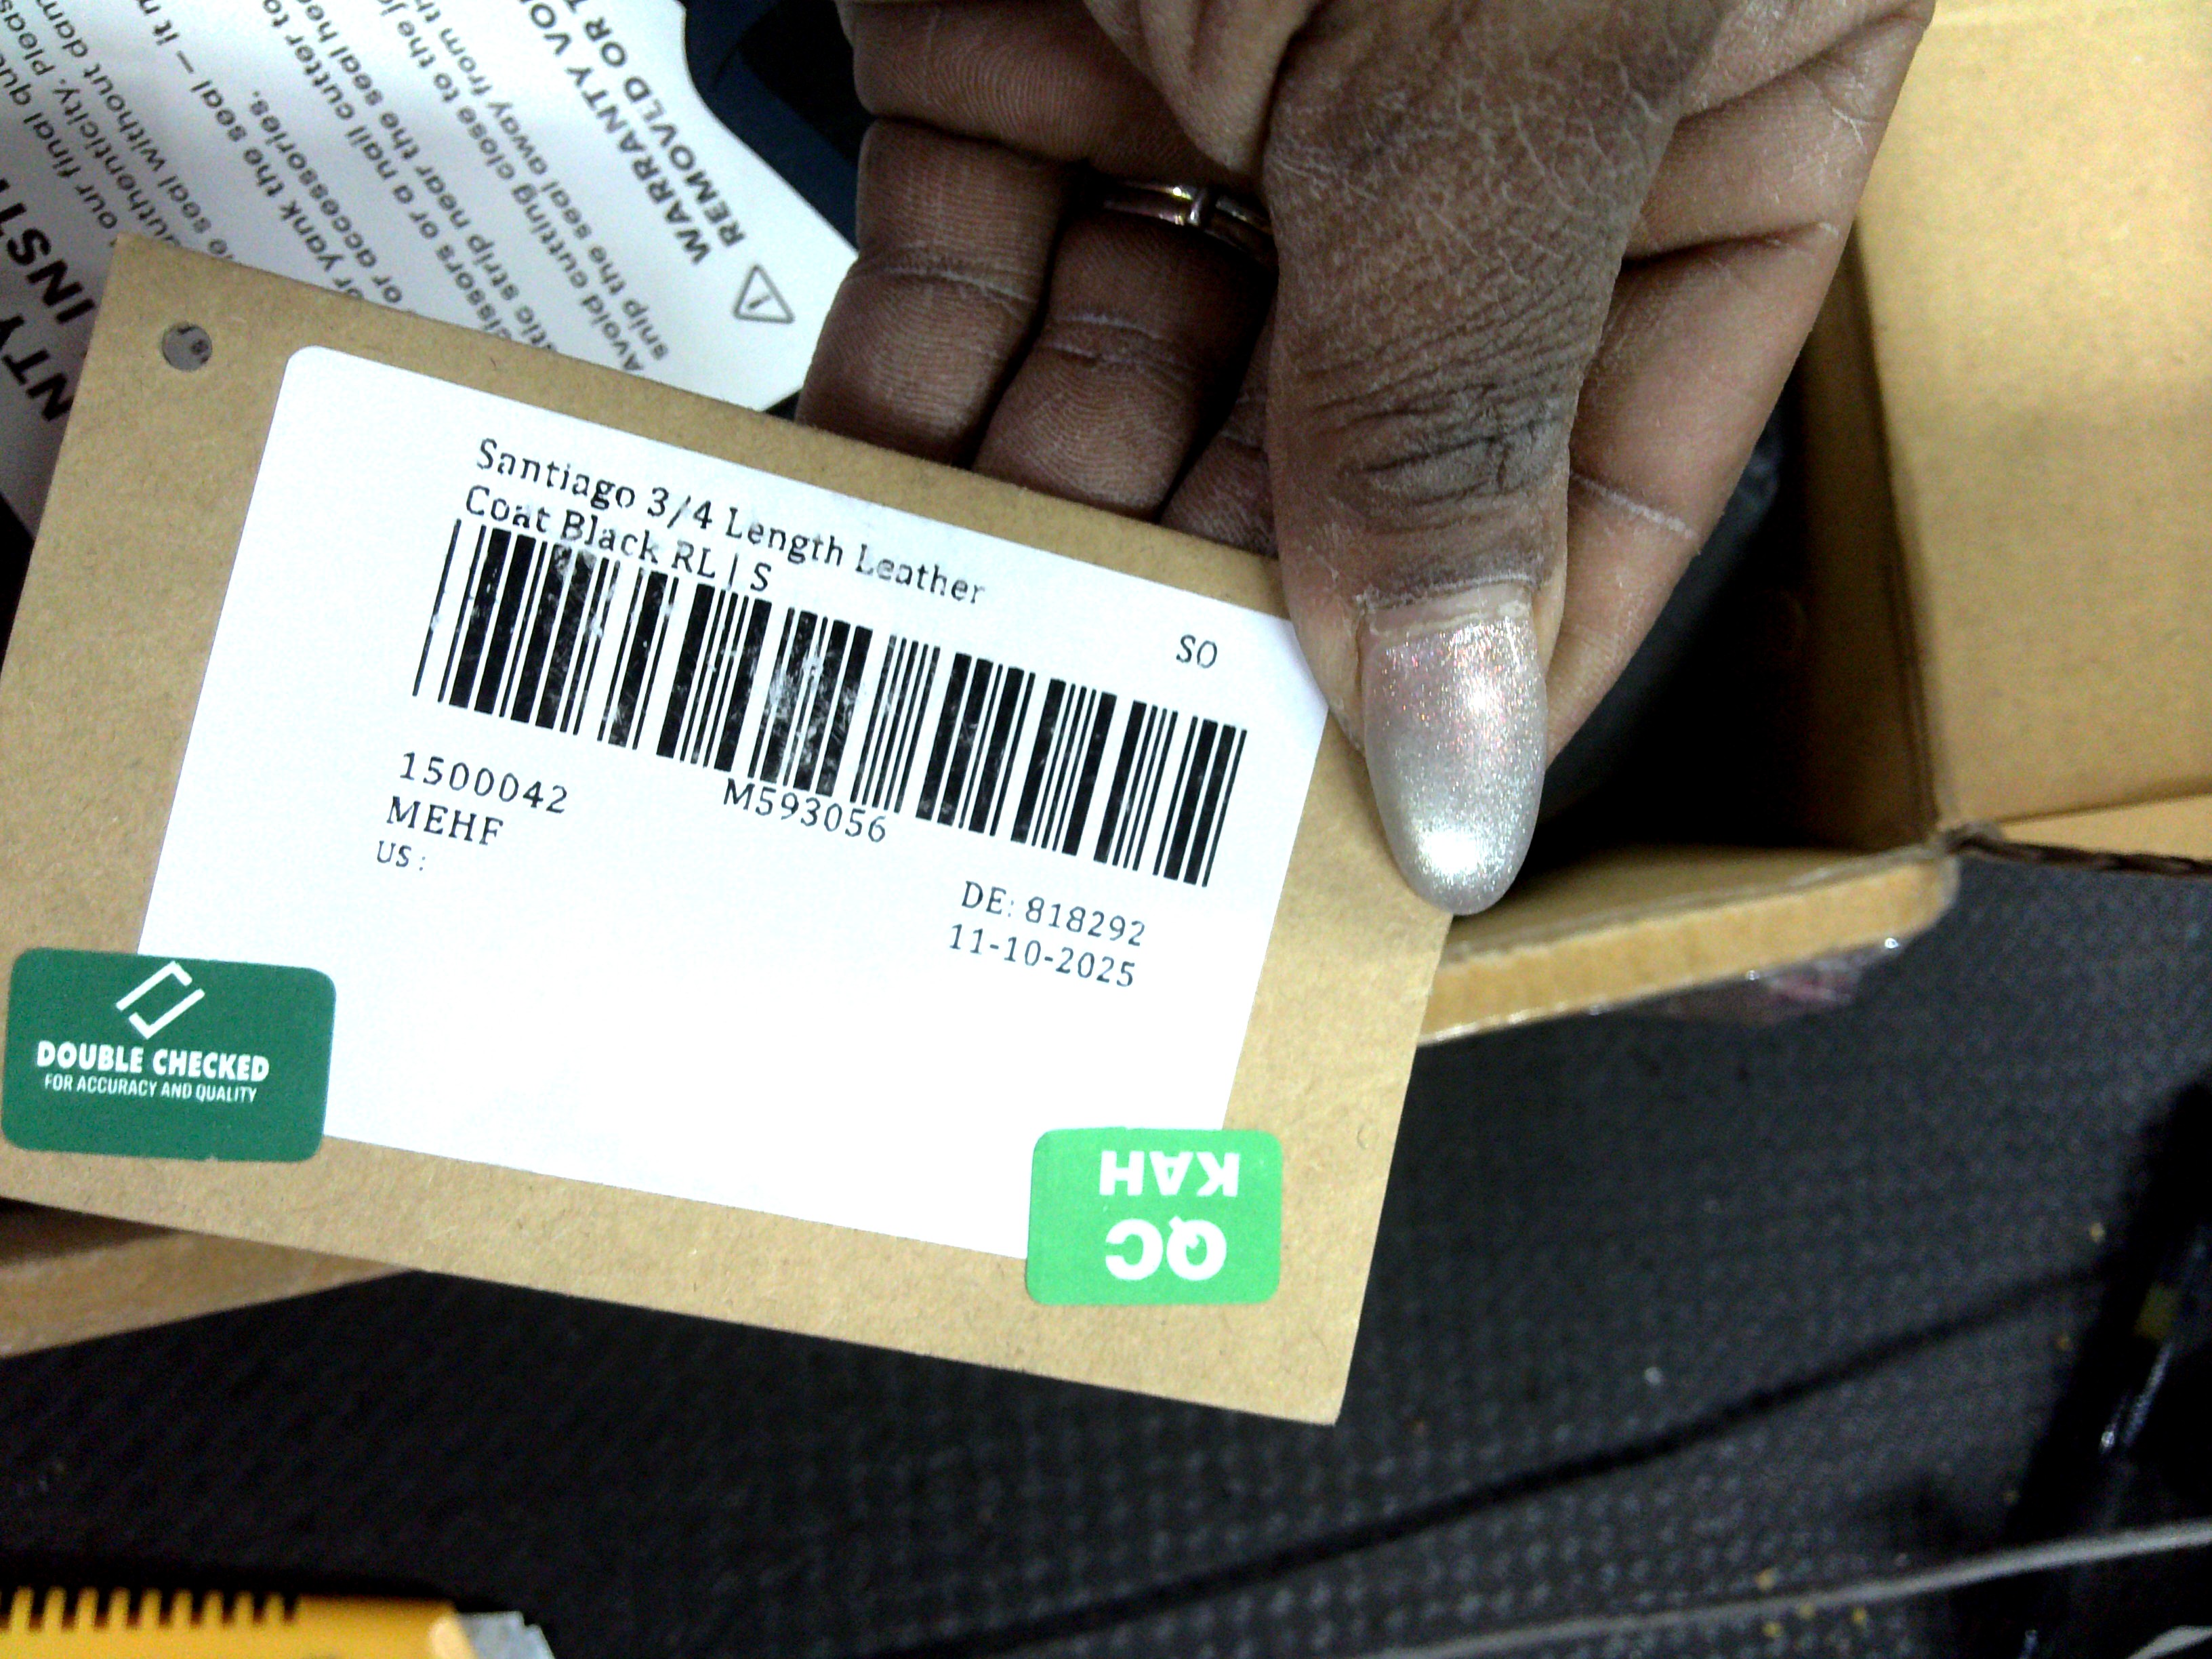 Santiago 3/4 Length Leather
Coat Black RL | S
SO
1500042
M593056
MEHF
US :
DE: 818292
11-10-2025
DOUBLE CHECKED
FOR ACCURACY AND QUALITY
QC
KAH
WARRANTY VO
REMOVED OR
snip the seal away from th
Avoid cutting close to the
tic strip near the seal he
or a nail cutter to
or accessories.
yank the seal – it
seal without dam
authenticity.
our final
INST